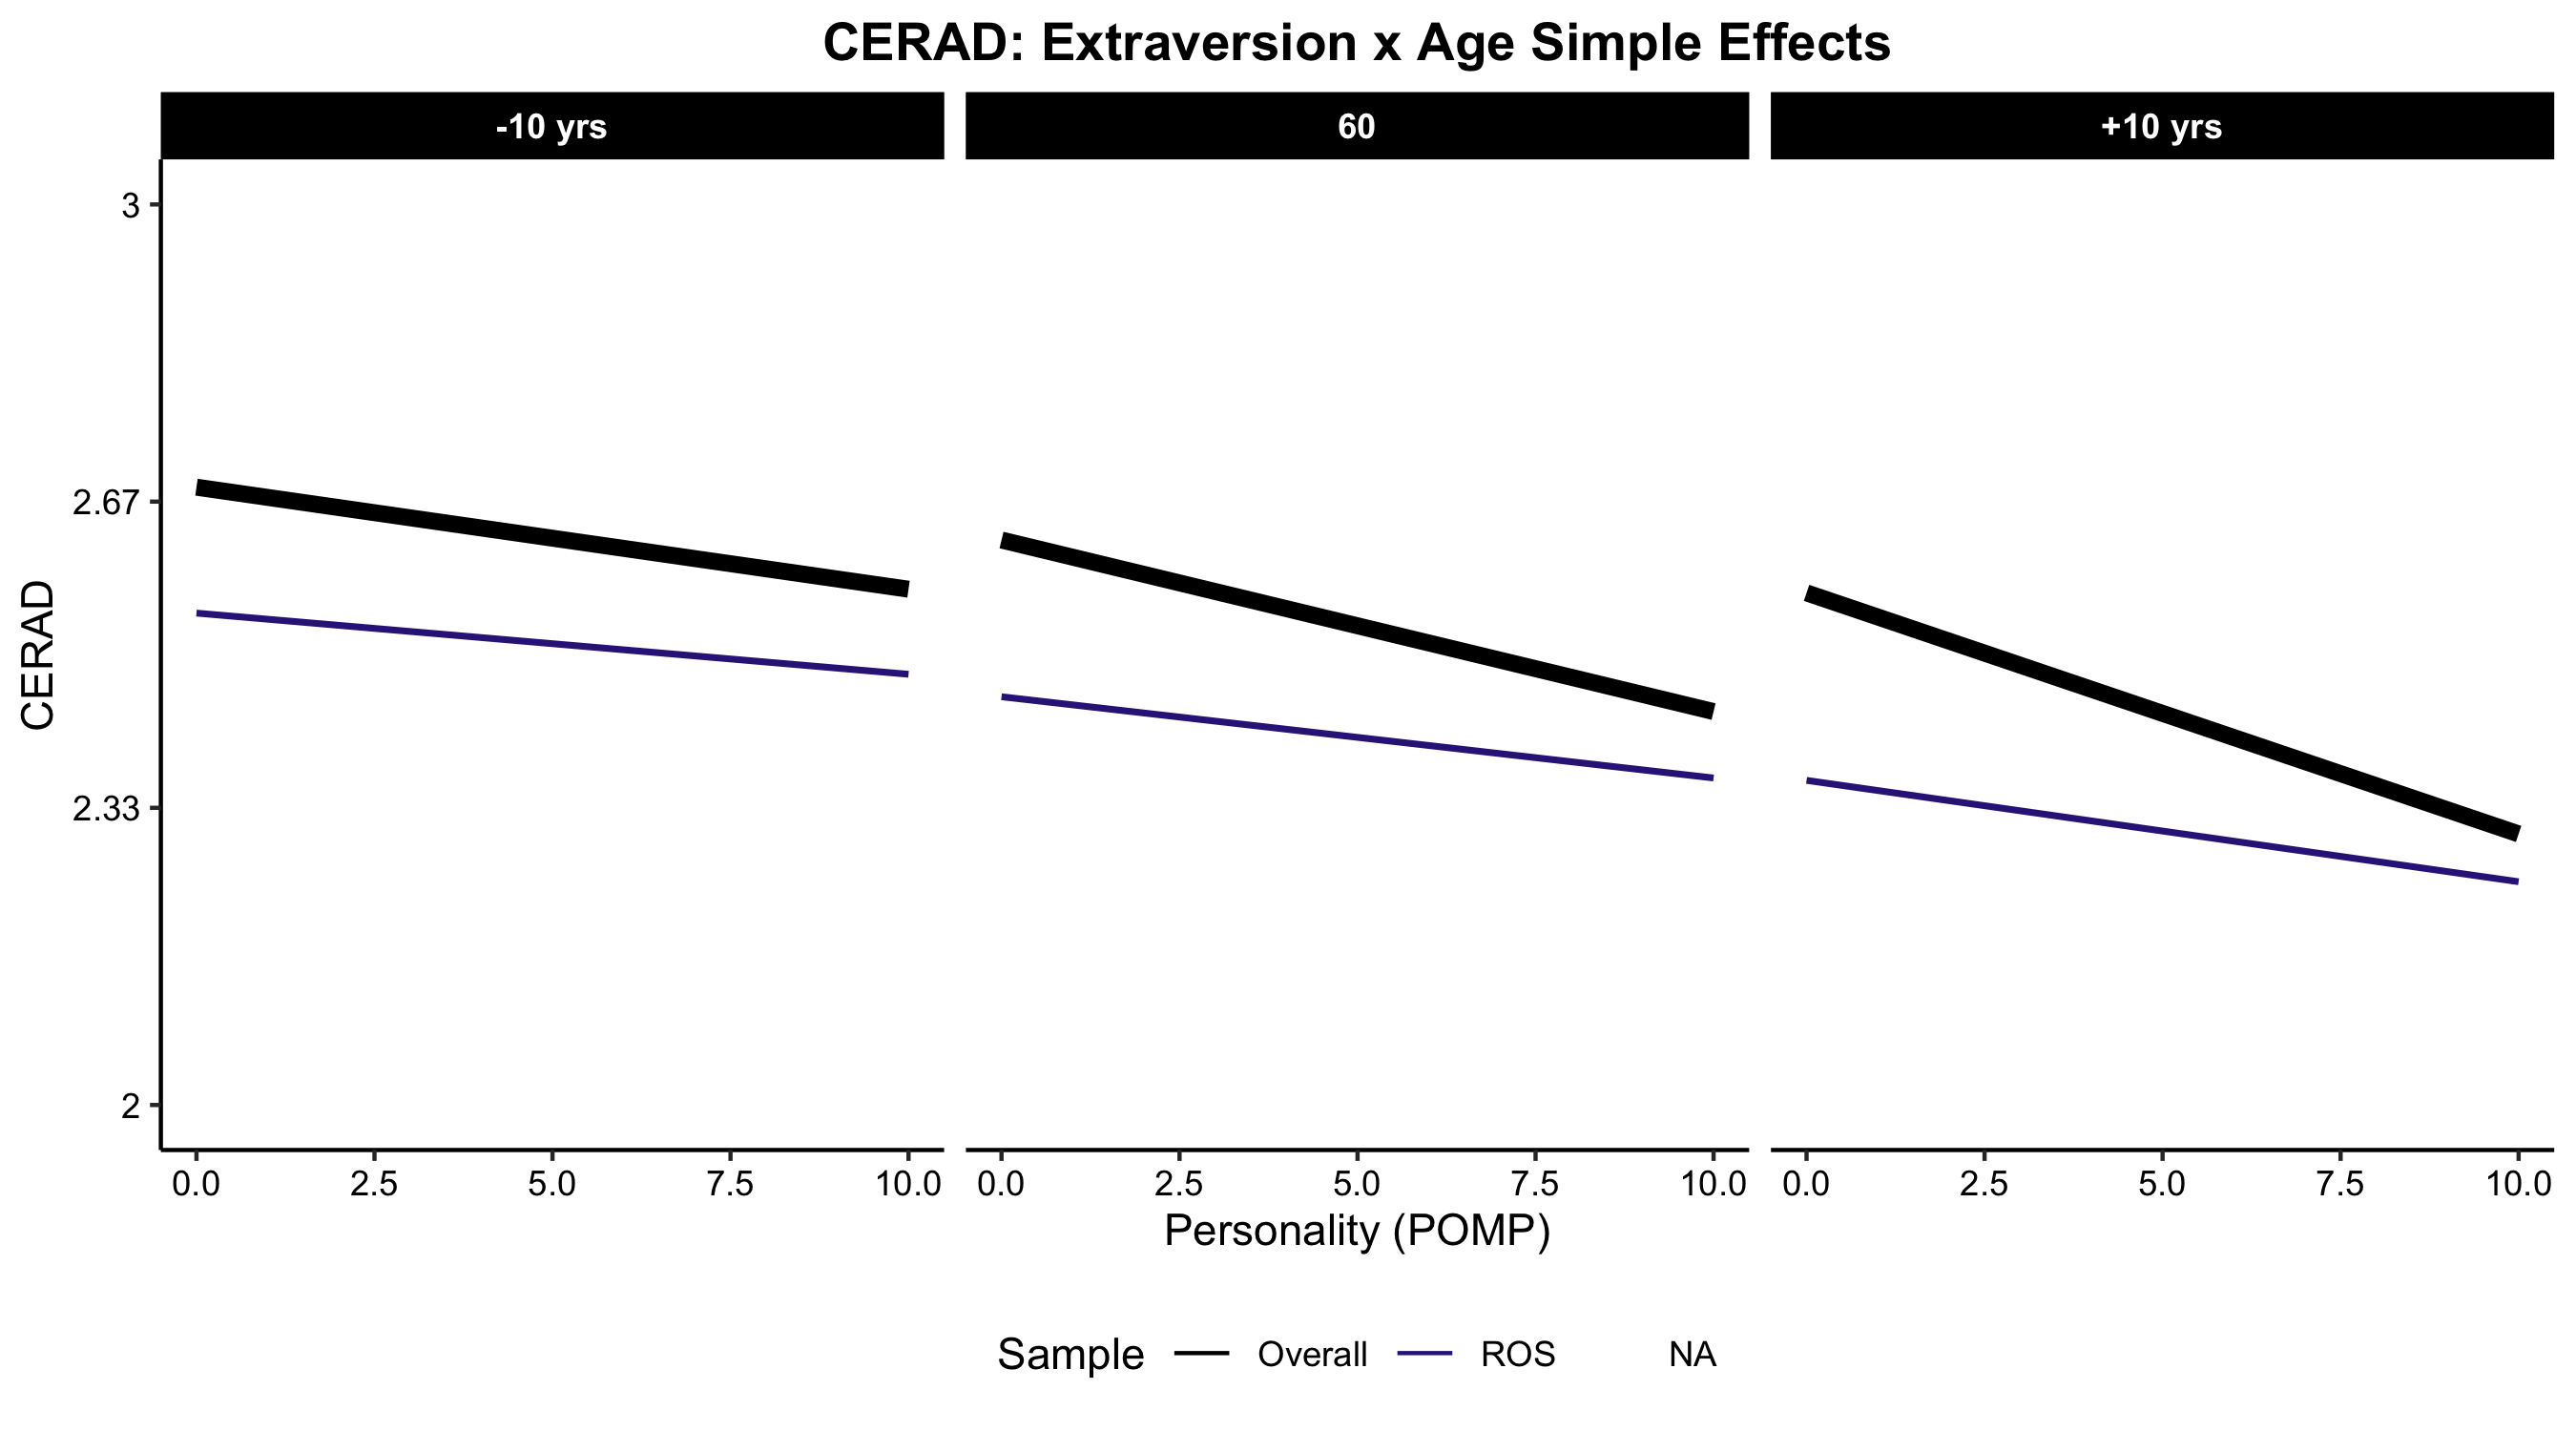 CERAD: Extraversion x Age Simple Effects
-10 yrs 60 +10 yrs
3
2.67
2.33
2
CERAD
0.0 2.5 5.0 7.5 10.0 0.0 2.5 5.0 7.5 10.0 0.0 2.5 5.0 7.5 10.0
Personality (POMP)
Sample Overall ROS NA